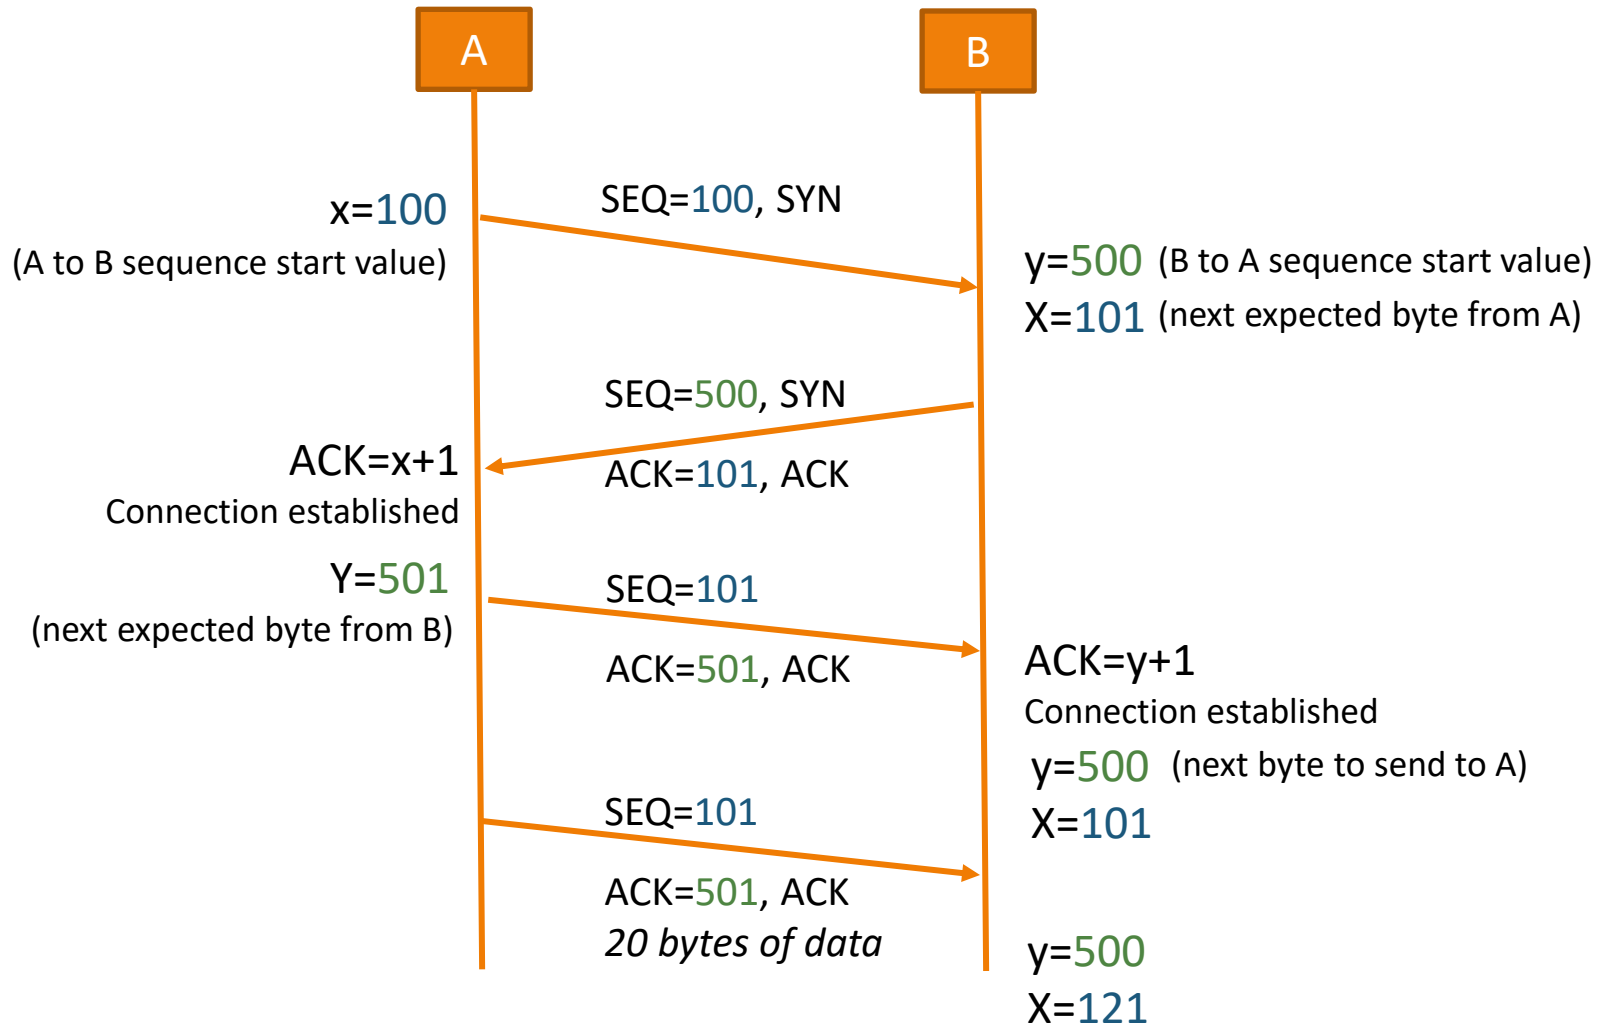 A
B
x=100
(A to B sequence start value)
SEQ=100, SYN
y=500 (B to A sequence start value)
X=101 (next expected byte from A)
SEQ=500, SYN
ACK=101, ACK
ACK=x+1
Connection established
Y=501
(next expected byte from B)
SEQ=101
ACK=501, ACK
ACK=y+1
Connection established
y=500 (next byte to send to A)
X=101
SEQ=101
ACK=501, ACK
20 bytes of data
y=500
X=121